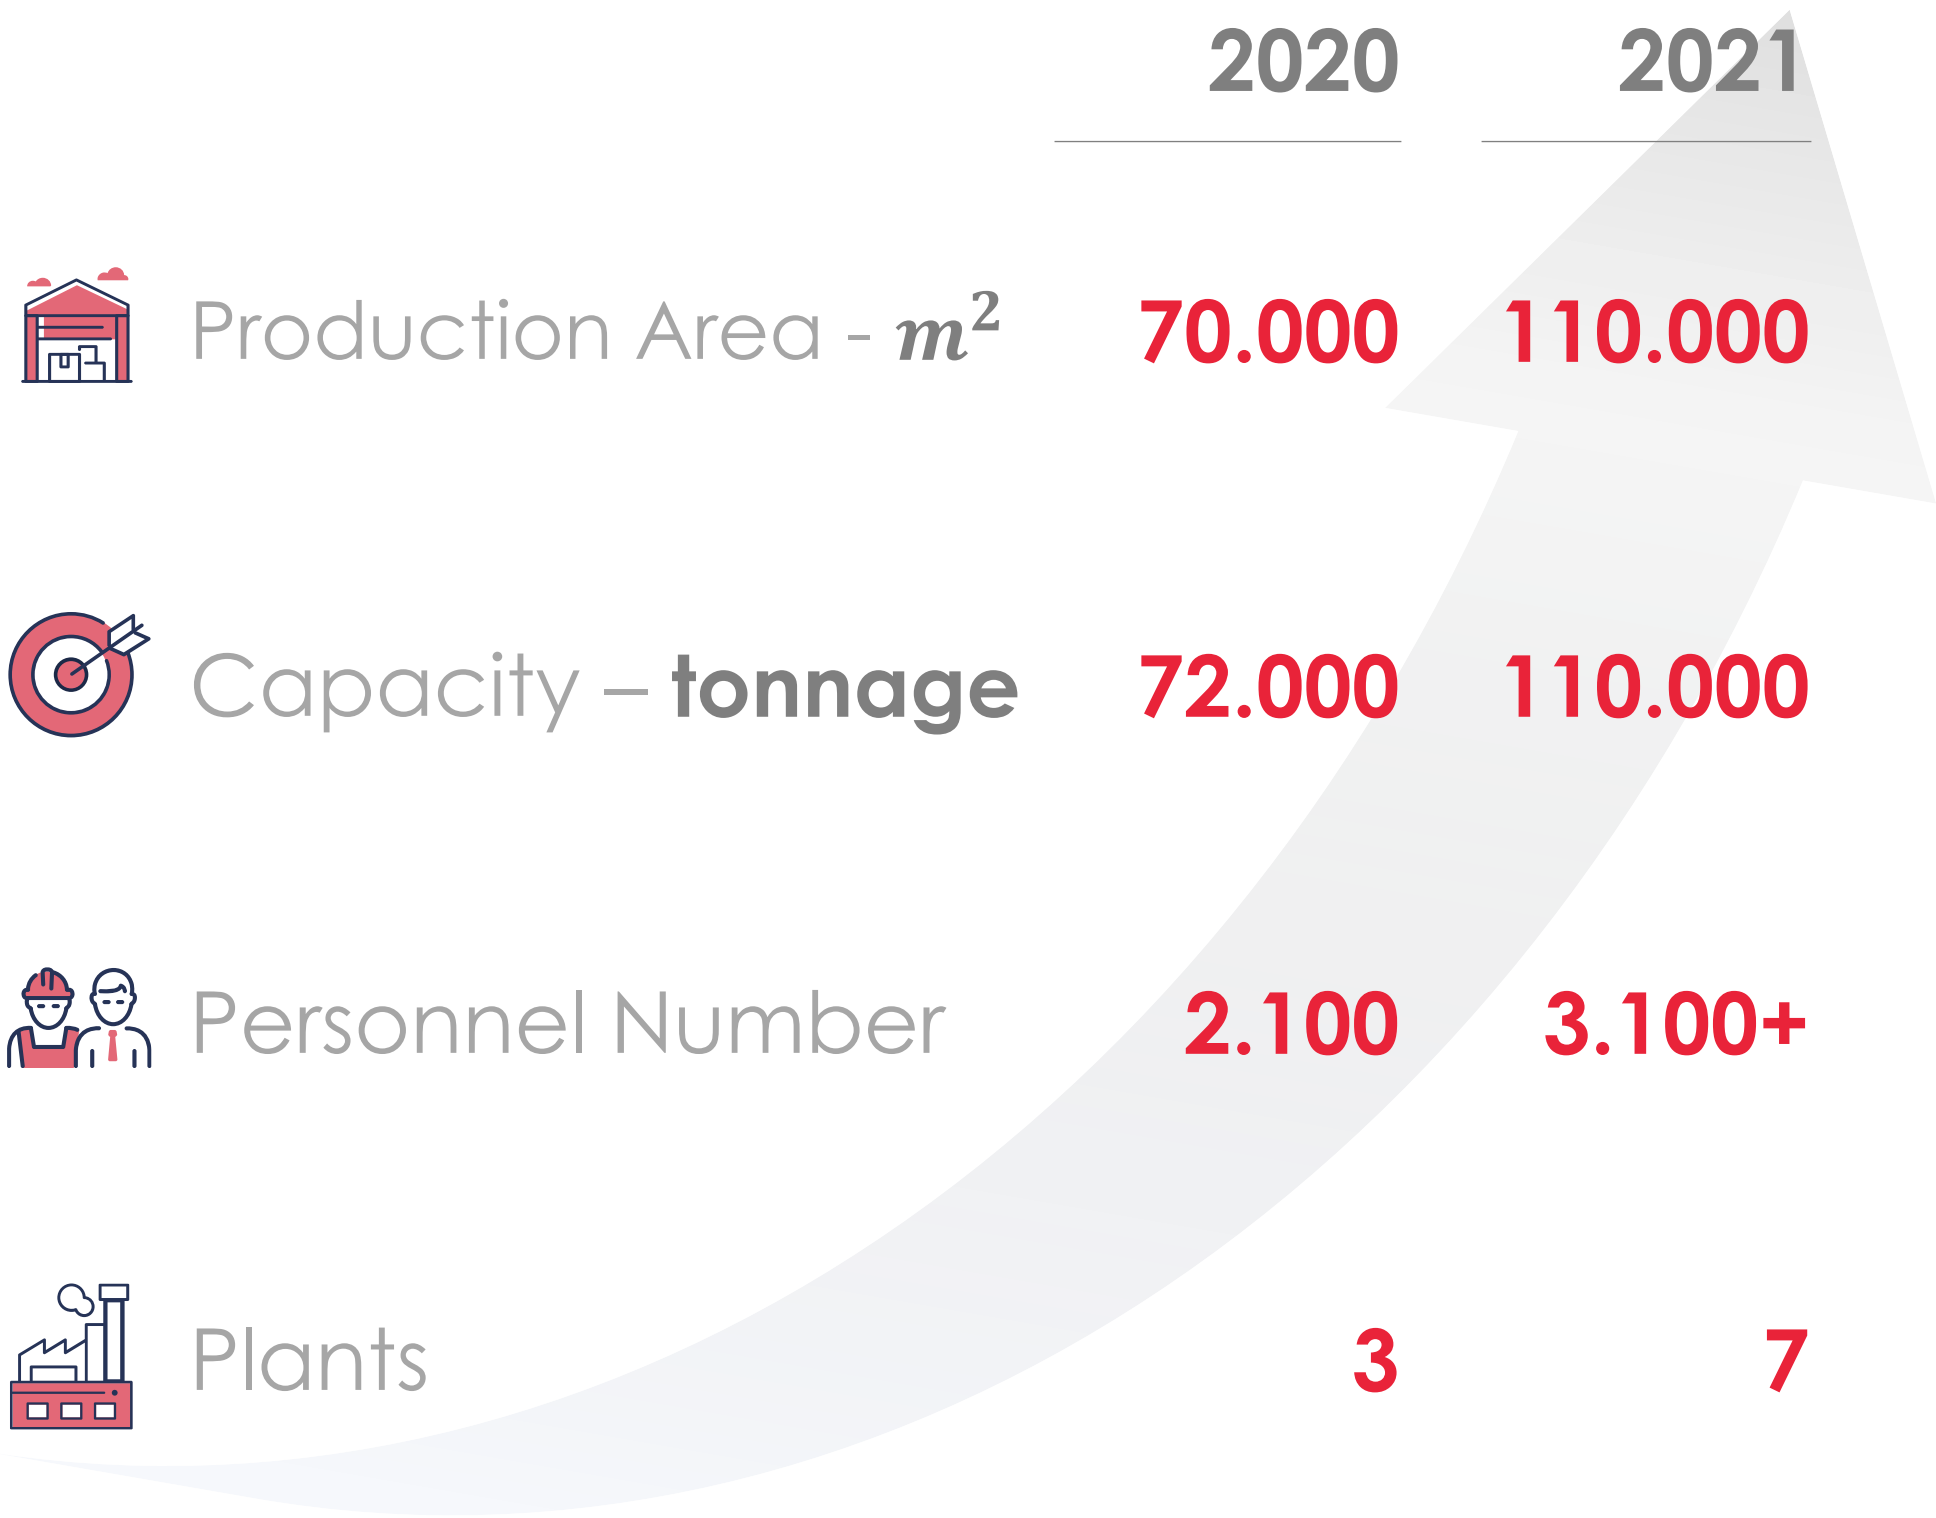 2020 2021
Production Area - m² 70.000 110.000
Capacity – tonnage 72.000 110.000
Personnel Number 2.100 3.100+
Plants 3 7